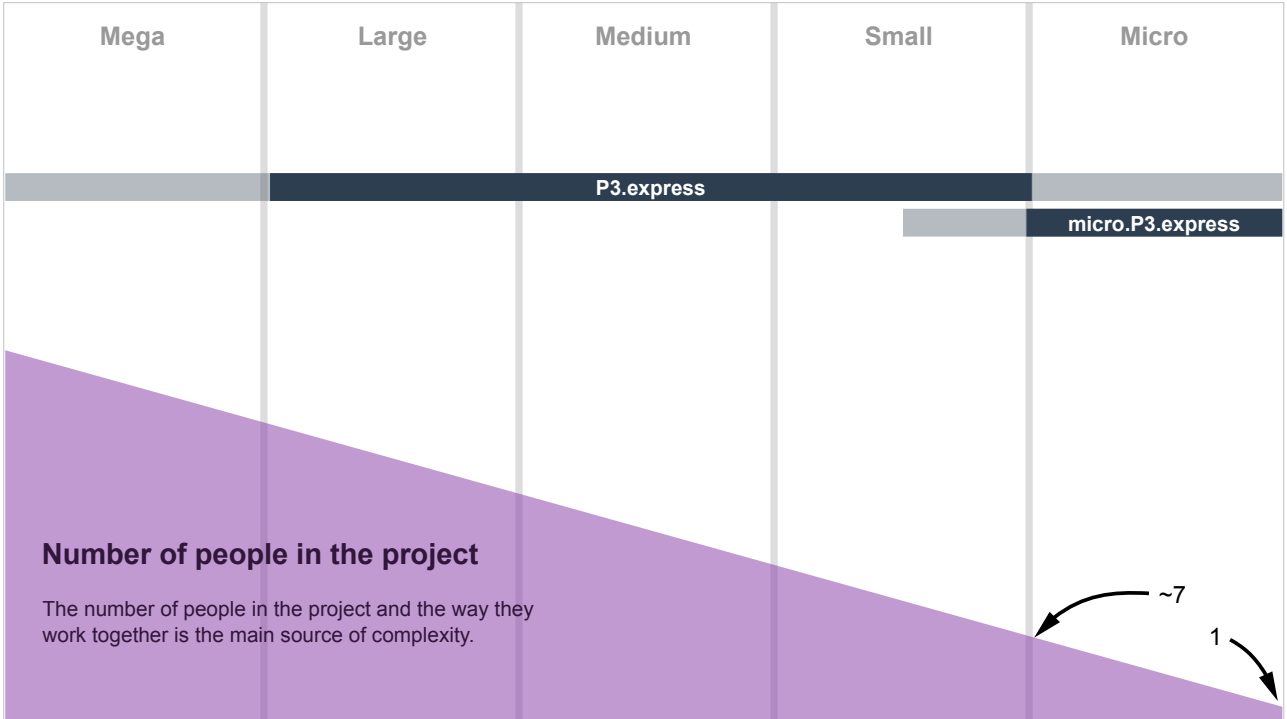 Mega
Large
Medium
Small
Micro
P3.express
micro.P3.express
Number of people in the project
The number of people in the project and the way they
work together is the main source of complexity.
~7
1